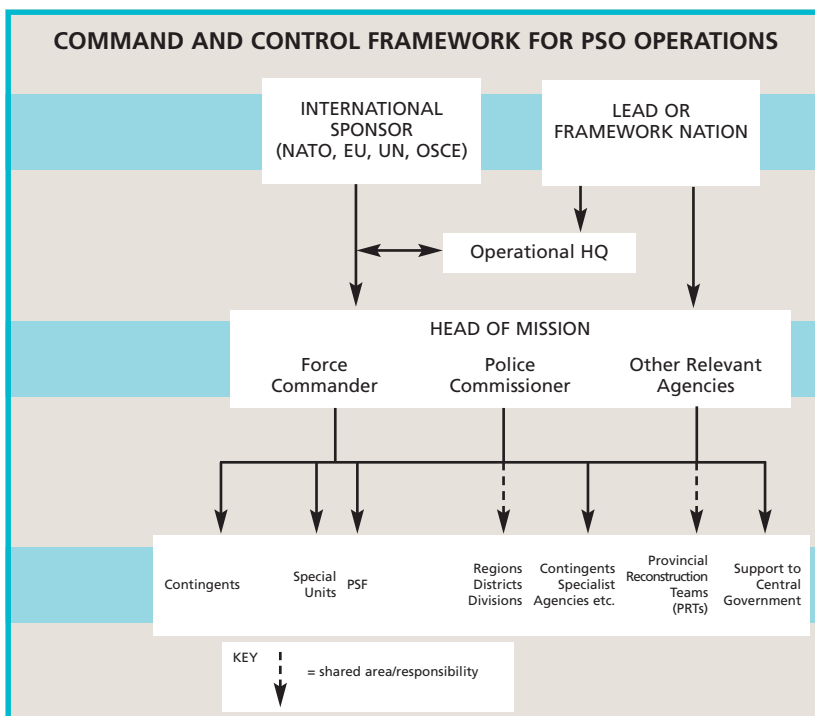 COMMAND AND CONTROL FRAMEWORK FOR PSO OPERATIONS
INTERNATIONAL
SPONSOR
(NATO, EU, UN, OSCE)
LEAD OR
FRAMEWORK NATION
Operational HQ
HEAD OF MISSION
Force
Commander
Police
Commissioner
Other Relevant
Agencies
Contingents
Special
Units
PSF
Regions
Districts
Divisions
Contingents
Specialist
Agencies etc.
Provincial
Reconstruction
Teams
(PRTs)
Support to
Central
Government
KEY
= shared area/responsibility